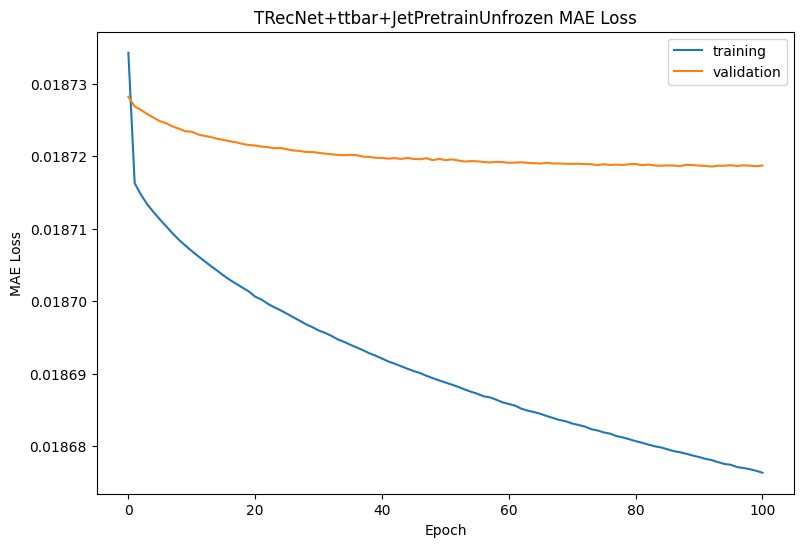 TRecNet+ttbar+JetPretrainUnfrozen MAE Loss
training
validation
0.01873
0.01872
0.01871
0.01870
0.01869
0.01868
MAE Loss
0 20 40 60 80 100
Epoch